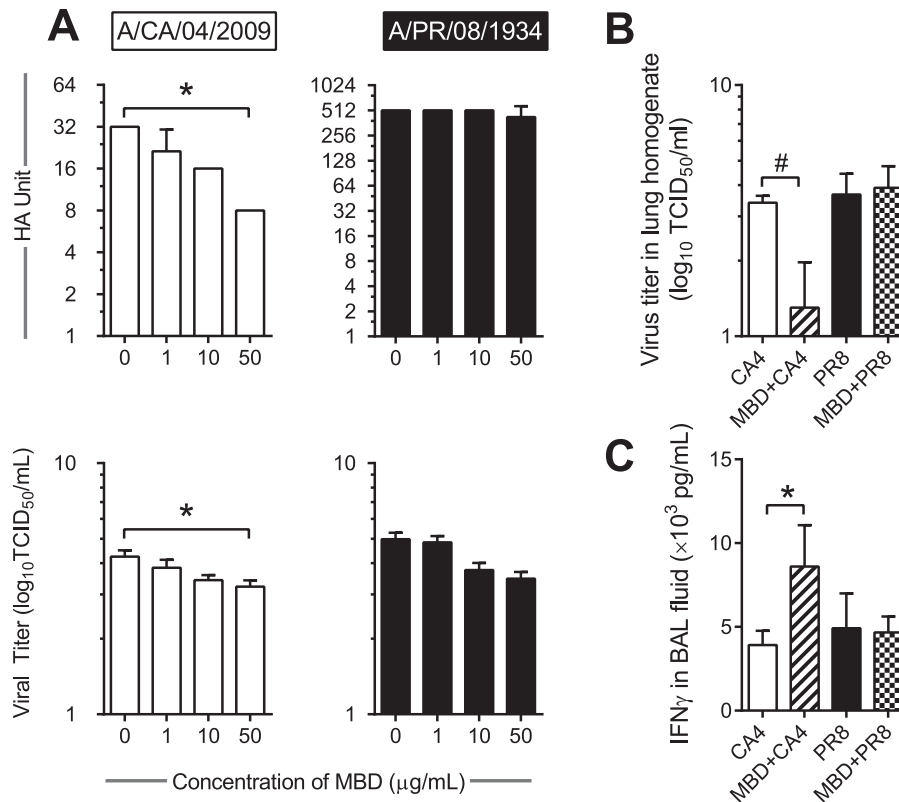 A
A/CA/04/2009
A/PR/08/1934
HA Unit
64
32
16
8
4
2
1
*
0 1 10 50
1024
512
256
128
64
32
16
8
4
2
1
0 1 10 50
Viral Titer (log10TCID50/mL)
10
1
*
0 1 10 50
10
1
0 1 10 50
Concentration of MBD (μg/mL)
B
Virus titer in lung homogenate
(log10 TCID50/ml)
10
1
#
CA4
MBD+CA4
PR8
MBD+PR8
C
IFNγ in BAL fluid (×10³ pg/mL)
15
10
5
0
*
CA4
MBD+CA4
PR8
MBD+PR8